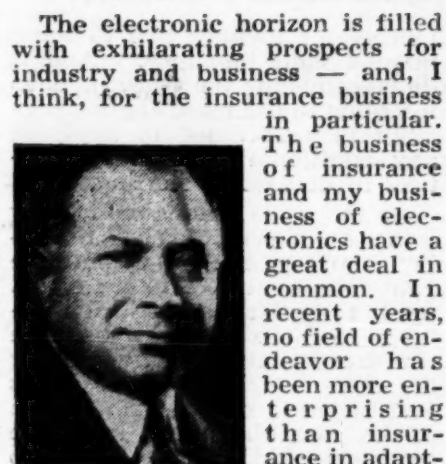 The electronic horizon is filled
with exhilarating prospects for
industry and business — and, I
think, for the insurance business
in particular.
The business
of insurance
and my busi-
ness of elec-
tronics have a
great deal in
common. In
recent years,
no field of en-
deavor has
been more en-
terprising
than insur-
ance in adapt-